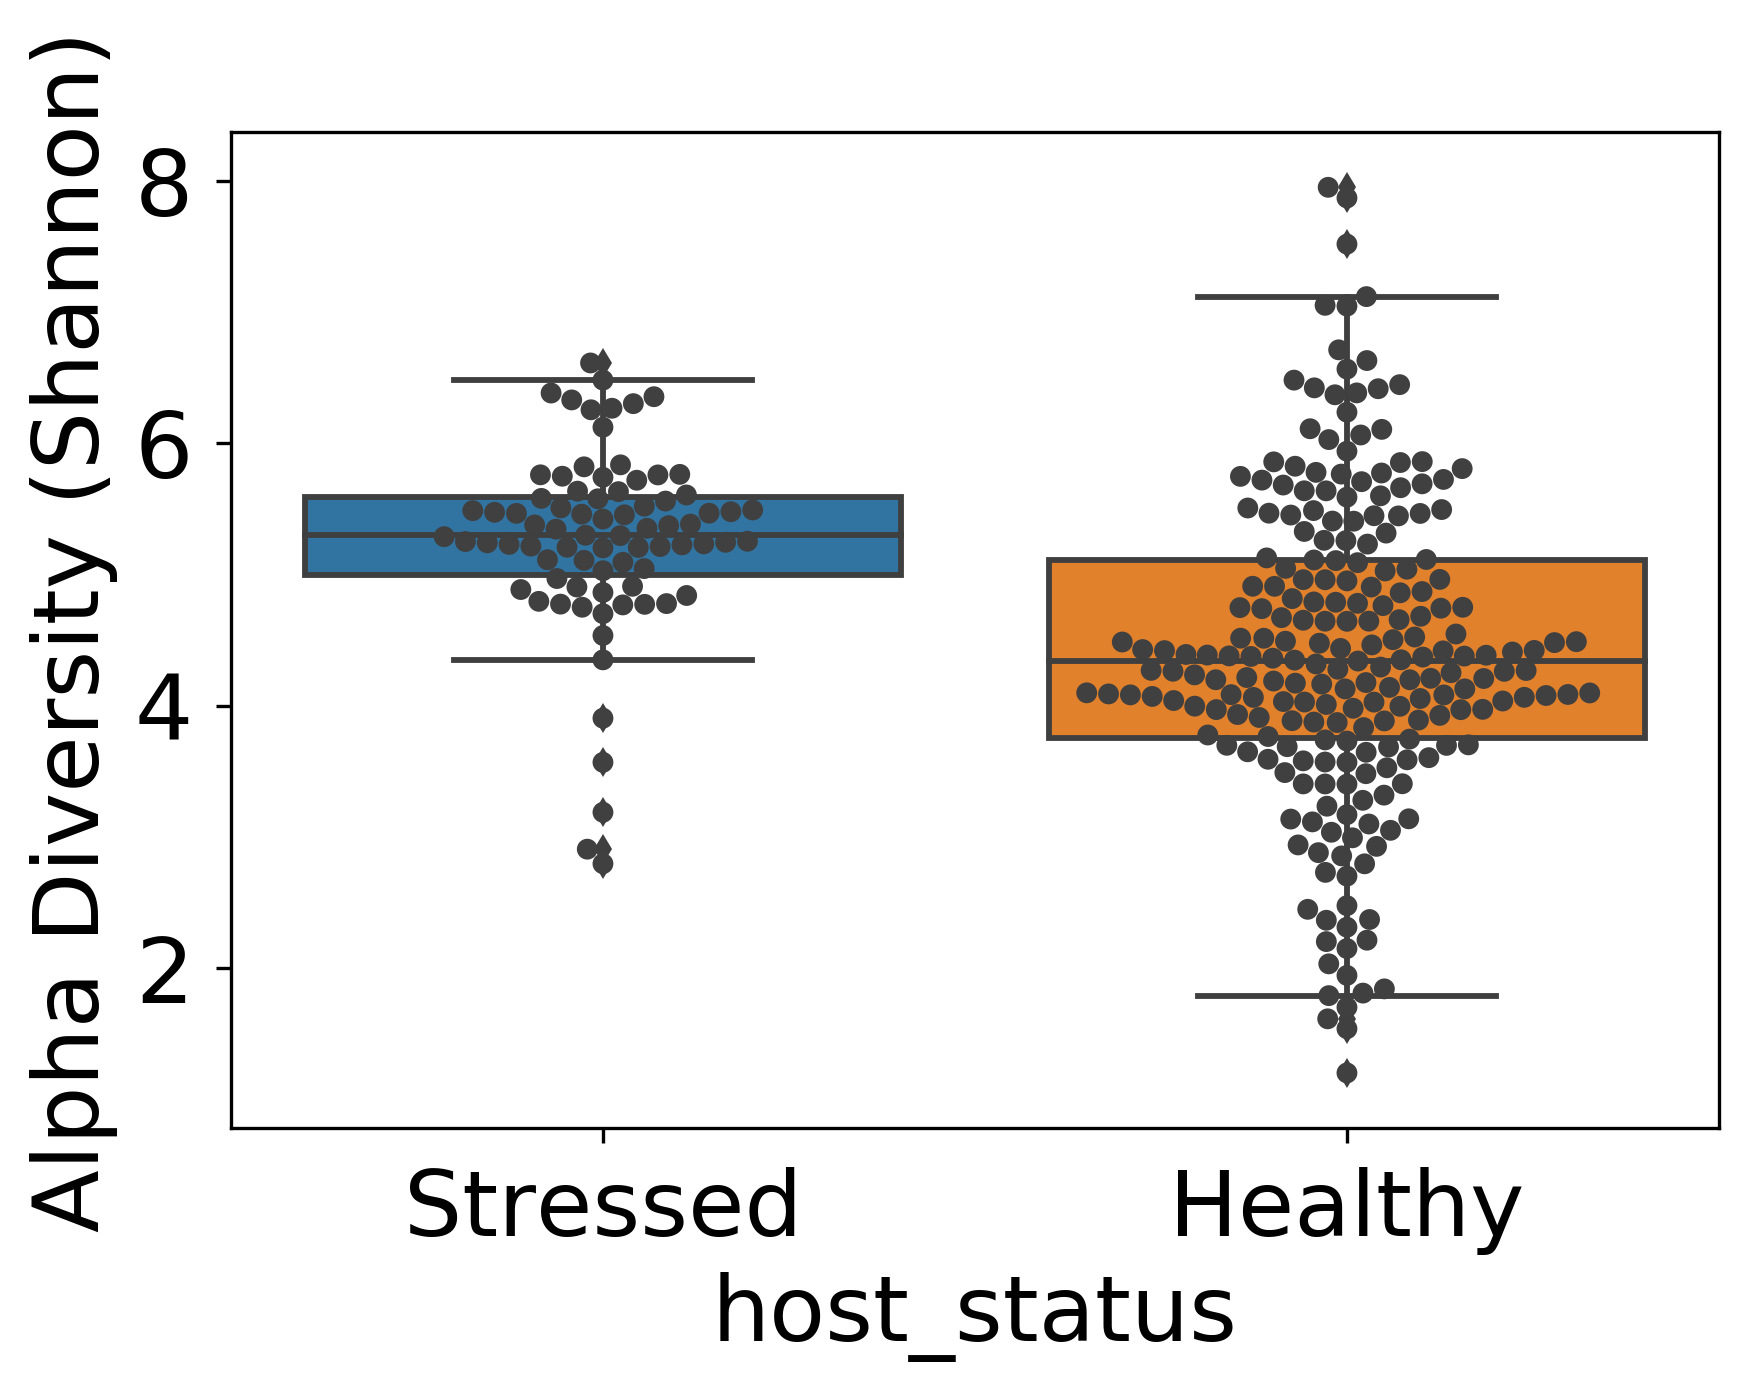 Alpha Diversity (Shannon)
8
6
4
2
Stressed
Healthy
host_status